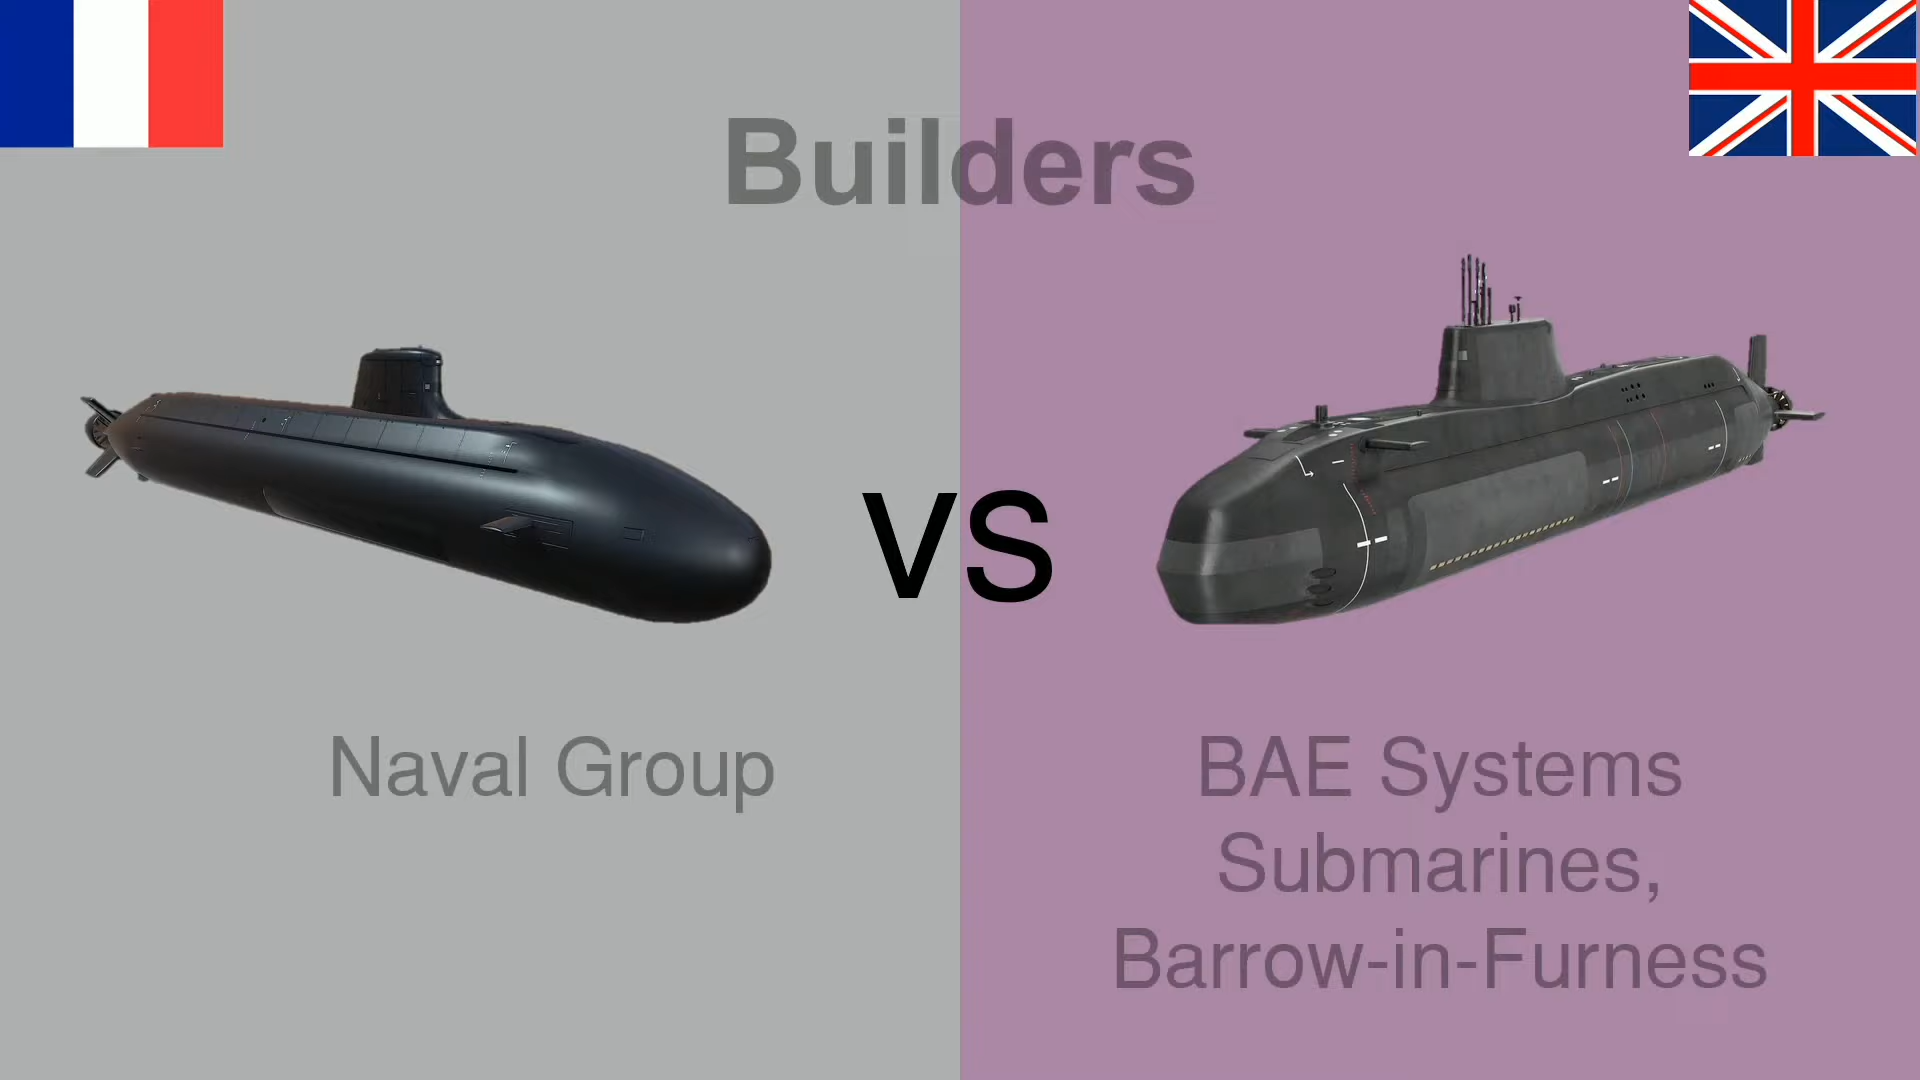 Builders
vs
Naval Group
BAE Systems
Submarines,
Barrow-in-Furness